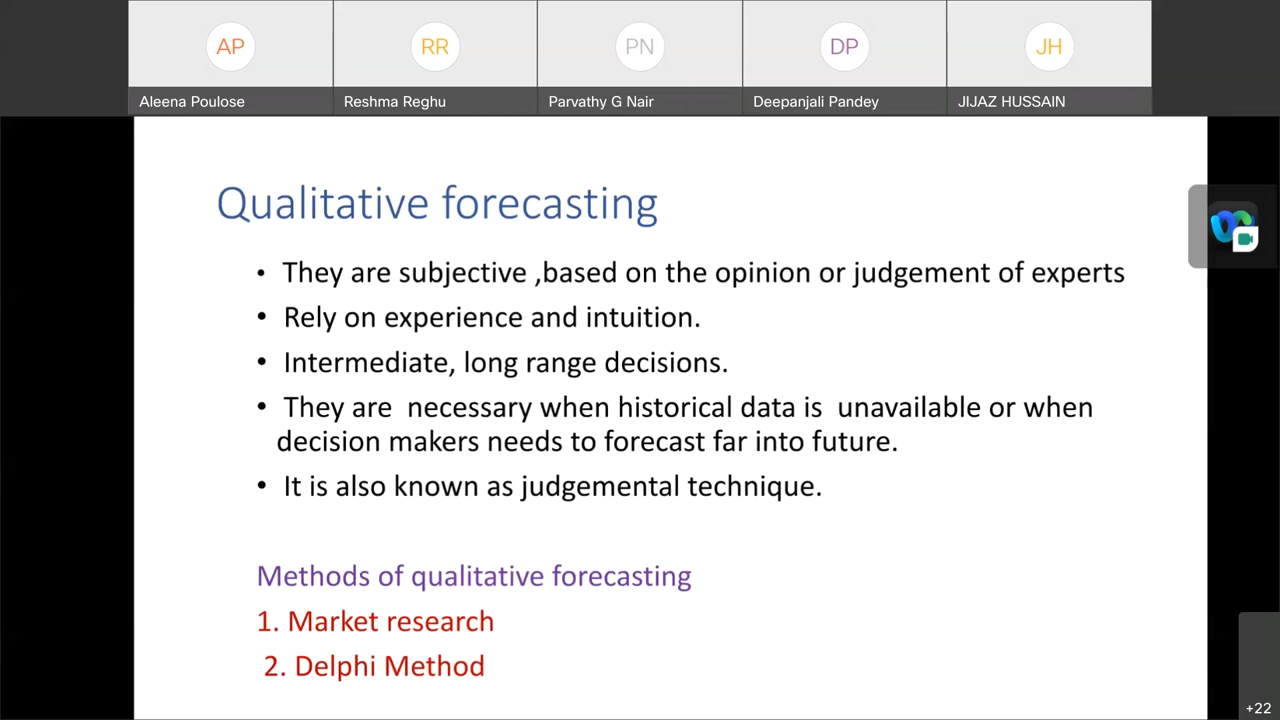 AP
RR
PN
DP
JH
Aleena Poulose
Reshma Reghu
Parvathy G Nair
Deepanjali Pandey
JIJAZ HUSSAIN
Qualitative forecasting
• They are subjective ,based on the opinion or judgement of experts
• Rely on experience and intuition.
• Intermediate, long range decisions.
• They are necessary when historical data is unavailable or when
decision makers needs to forecast far into future.
• It is also known as judgemental technique.
Methods of qualitative forecasting
1. Market research
2. Delphi Method
+22